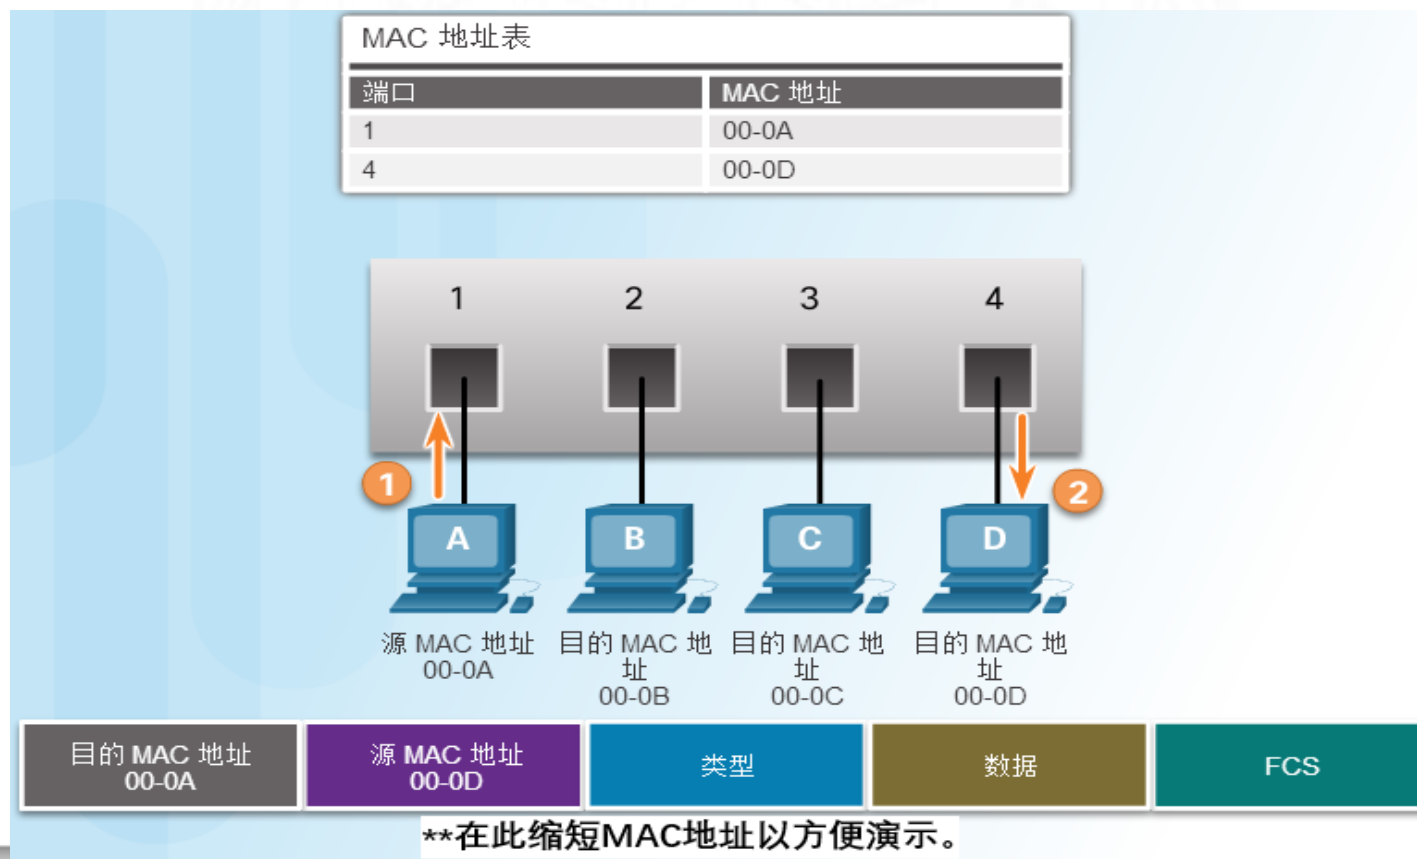 MAC 地址表
端口 MAC 地址
1 00-0A
4 00-0D
1 2 3 4
1 2
A B C D
源 MAC 地址
00-0A
目的 MAC 地
址
00-0B
目的 MAC 地
址
00-0C
目的 MAC 地
址
00-0D
目的 MAC 地址
00-0A
源 MAC 地址
00-0D
类型
数据
FCS
**在此缩短MAC地址以方便演示。